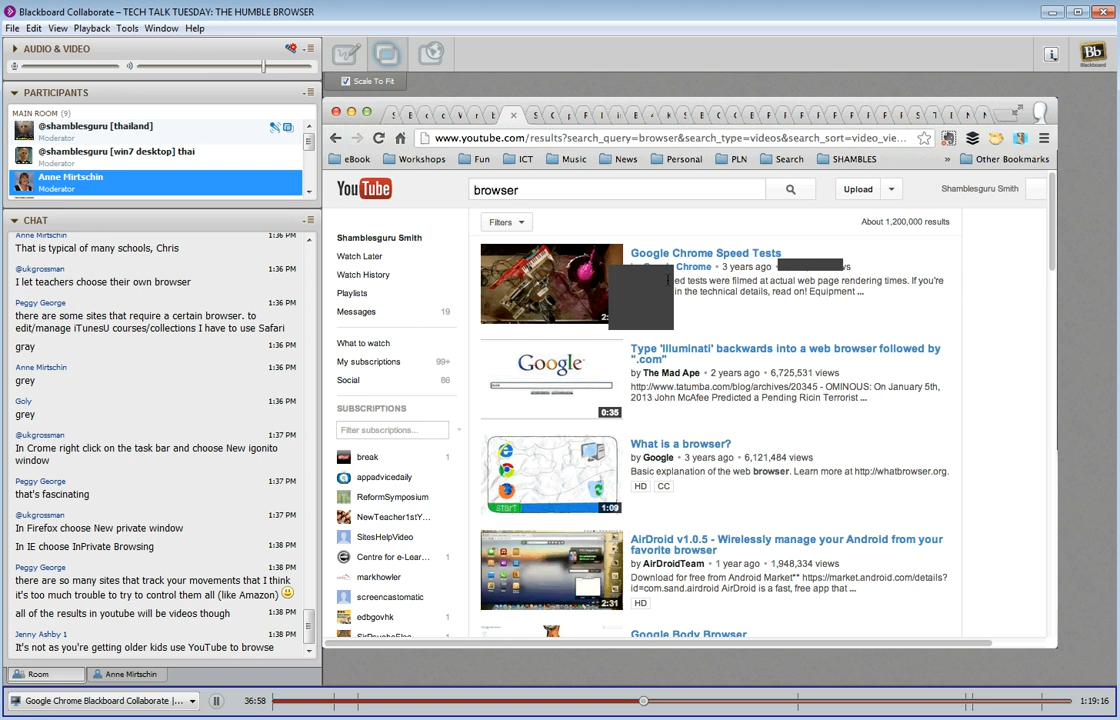 Blackboard Collaborate – TECH TALK TUESDAY: THE HUMBLE BROWSER
File Edit View Playback Tools Window Help
AUDIO & VIDEO
PARTICIPANTS
MAIN ROOM (9)
@shamblesguru [thailand]
Moderator
@shamblesguru [win7 desktop] thai
Moderator
Anne Mirtschin
Moderator
CHAT
Anne Mirtschin 1:36 PM
That is typical of many schools, Chris
@ukgrossman 1:36 PM
I let teachers choose their own browser
Peggy George 1:36 PM
there are some sites that require a certain browser. to
edit/manage iTunesU courses/collections I have to use Safari
gray 1:36 PM
Anne Mirtschin 1:36 PM
grey
Goly 1:36 PM
grey
@ukgrossman 1:37 PM
In Crome right click on the task bar and choose New igonito
window
Peggy George 1:37 PM
that's fascinating
@ukgrossman 1:37 PM
In Firefox choose New private window
In IE choose InPrivate Browsing 1:38 PM
Peggy George 1:38 PM
there are so many sites that track your movements that I think
it's too much trouble to try to control them all (like Amazon)
all of the results in youtube will be videos though 1:38 PM
Jenny Ashby 1 1:38 PM
It's not as you're getting older kids use YouTube to browse
Room Anne Mirtschin
Google Chrome Blackboard Collaborate |... 36:58 1:19:16
Scale To Fit
Bb
Blackboard
www.youtube.com/results?search_query=browser&search_type=videos&search_sort=video_vie...
eBook Workshops Fun ICT Music News Personal PLN Search SHAMBLES » Other Bookmarks
YouTube browser Upload Shamblesguru Smith
Filters About 1,200,000 results
Shamblesguru Smith
Watch Later
Watch History
Playlists
Messages 19
What to watch
My subscriptions 99+
Social 66
SUBSCRIPTIONS
Filter subscriptions...
break 1
appadvicedaily
ReformSymposium
NewTeacher1stY...
SitesHelpVideo
Centre for e-Lear... 1
markhowler
screencastomatic
edbgovhk 1
Google Chrome Speed Tests
Chrome • 3 years ago
tests were filmed at actual web page rendering times. If you're
in the technical details, read on! Equipment ...
Type 'Illuminati' backwards into a web browser followed by
".com"
by The Mad Ape • 2 years ago • 6,725,531 views
http://www.tatumba.com/blog/archives/20345 - OMINOUS: On January 5th,
2013 John McAfee Predicted a Pending Ricin Terrorist ...
Google
0:35
What is a browser?
by Google • 3 years ago • 6,121,484 views
Basic explanation of the web browser. Learn more at http://whatbrowser.org.
HD CC
start
1:09
AirDroid v1.0.5 - Wirelessly manage your Android from your
favorite browser
by AirDroidTeam • 1 year ago • 1,948,334 views
Download for free from Android Market** https://market.android.com/details?
id=com.sand.airdroid AirDroid is a fast, free app that ...
HD
2:31
Google Body Browser